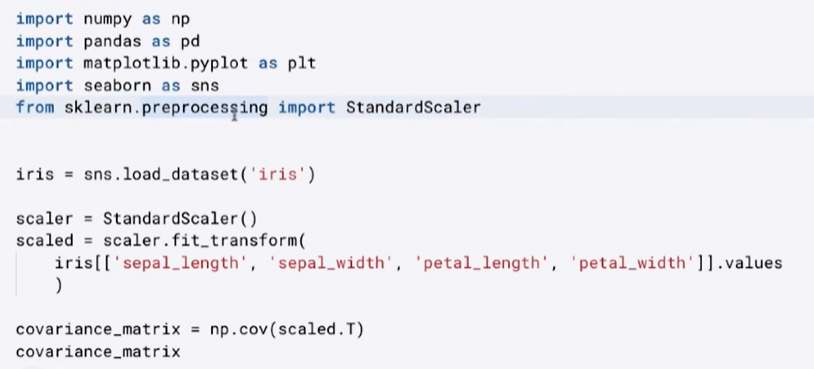 import numpy as np
import pandas as pd
import matplotlib.pyplot as plt
import seaborn as sns
from sklearn.preprocessing import StandardScaler
iris = sns.load_dataset('iris')
scaler = StandardScaler()
scaled = scaler.fit_transform(
    iris[['sepal_length', 'sepal_width', 'petal_length', 'petal_width']].values
    )
covariance_matrix = np.cov(scaled.T)
covariance_matrix